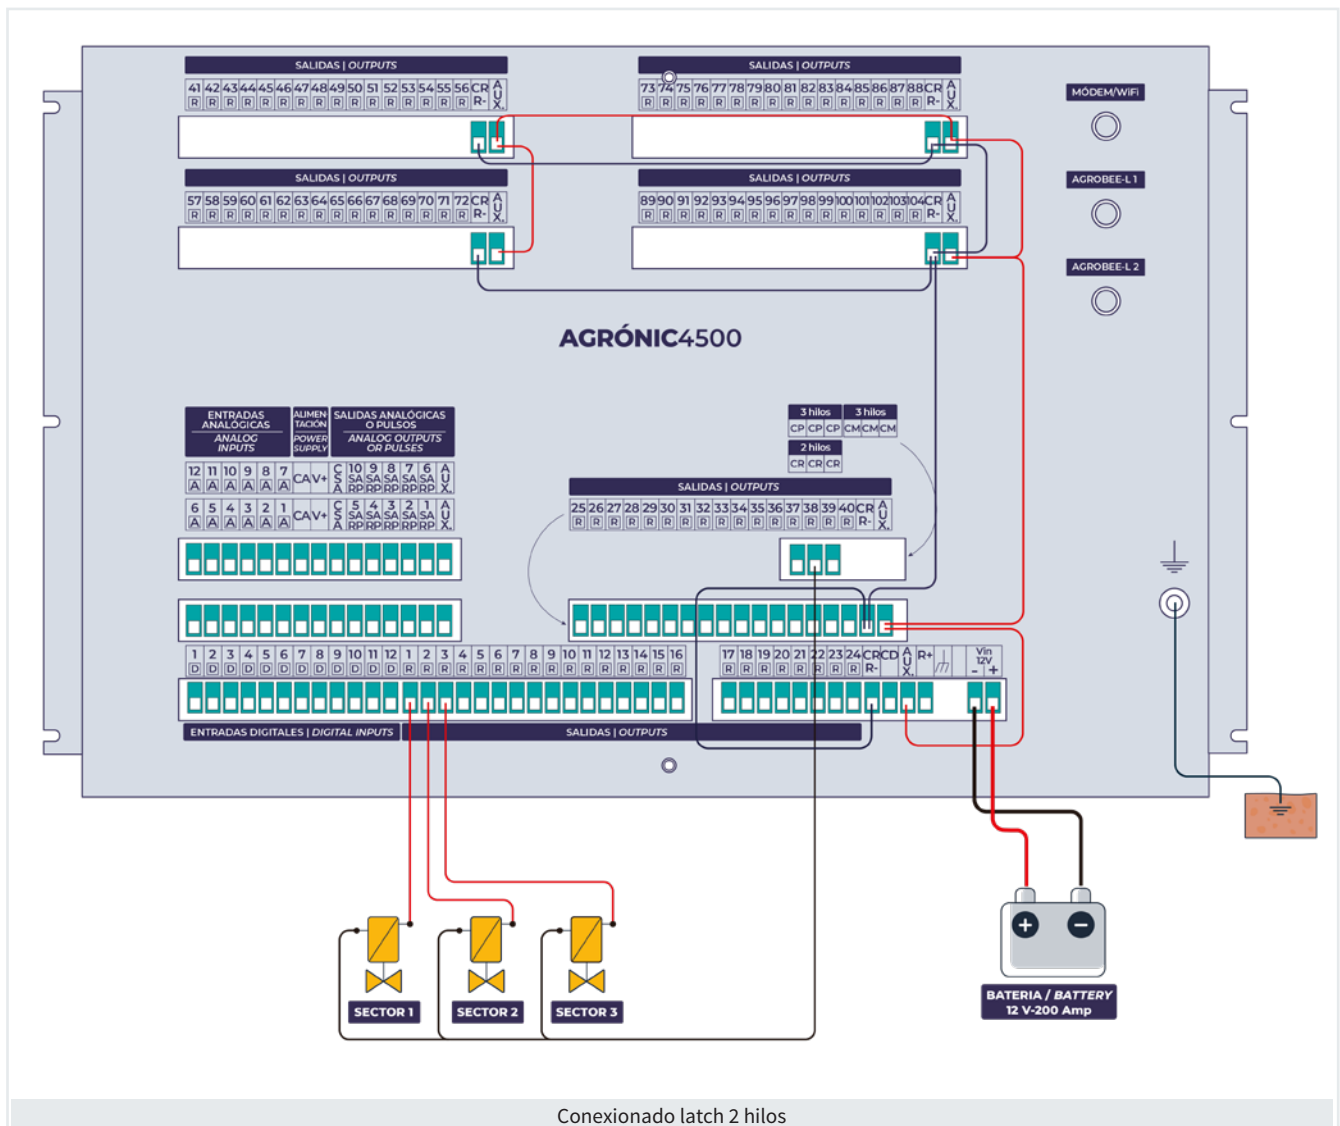 SALIDAS | OUTPUTS
41 42 43 44 45 46 47 48 49 50 51 52 53 54 55 56 CR AUX.
R R R R R R R R R R R R R R R R R-
SALIDAS | OUTPUTS
73 74 75 76 77 78 79 80 81 82 83 84 85 86 87 88 CR AUX.
R R R R R R R R R R R R R R R R R-
MÓDEM/WiFi
SALIDAS | OUTPUTS
57 58 59 60 61 62 63 64 65 66 67 68 69 70 71 72 CR AUX.
R R R R R R R R R R R R R R R R R-
SALIDAS | OUTPUTS
89 90 91 92 93 94 95 96 97 98 99 100 101 102 103 104 CR AUX.
R R R R R R R R R R R R R R R R R-
AGROBEE-L 1
AGROBEE-L 2
AGRÓNIC4500
ENTRADAS
ANALÓGICAS
ANALOG
INPUTS
ALIMEN-
TACIÓN
POWER
SUPPLY
SALIDAS ANALÓGICAS
O PULSOS
ANALOG OUTPUTS
OR PULSES
12 11 10 9 8 7 CA V+ CSA 10 9 8 7 6 AUX.
A A A A A A SA SA SA SA SA
RP RP RP RP RP
6 5 4 3 2 1 CA V+ CSA 5 4 3 2 1 AUX.
A A A A A A SA SA SA SA SA
RP RP RP RP RP
3 hilos 3 hilos
CP CP CP CM CM CM
2 hilos
CR CR CR
SALIDAS | OUTPUTS
25 26 27 28 29 30 31 32 33 34 35 36 37 38 39 40 CR AUX.
R R R R R R R R R R R R R R R R R-
1 2 3 4 5 6 7 8 9 10 11 12 1 2 3 4 5 6 7 8 9 10 11 12 13 14 15 16
D D D D D D D D D D D D R R R R R R R R R R R R R R R R
17 18 19 20 21 22 23 24 CR CD AUX. R+ Vin
12V
R R R R R R R R R- - +
ENTRADAS DIGITALES | DIGITAL INPUTS
SALIDAS | OUTPUTS
SECTOR 1
SECTOR 2
SECTOR 3
+ −
BATERIA / BATTERY
12 V-200 Amp
Conexionado latch 2 hilos